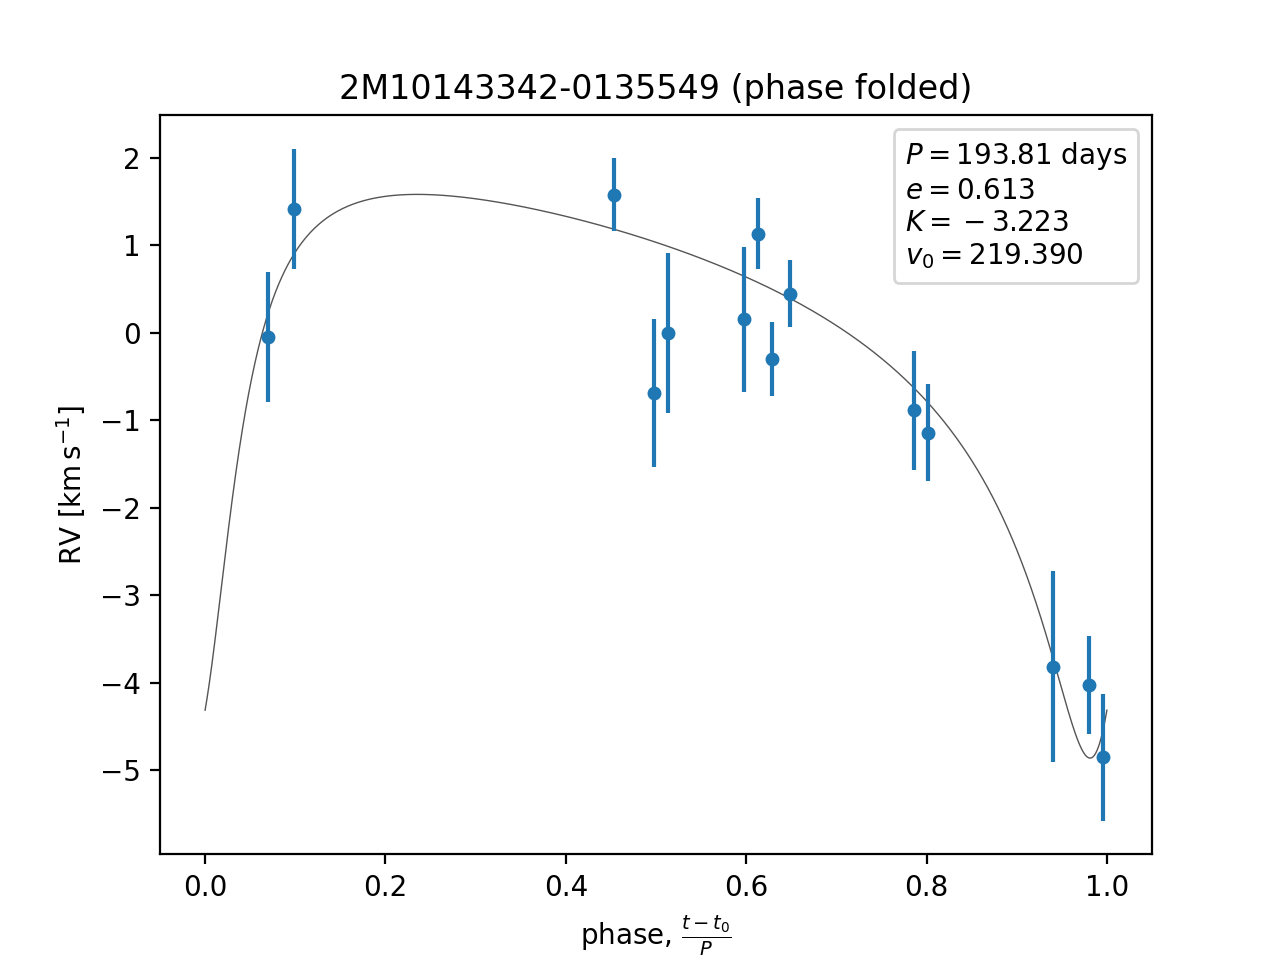 2M10143342-0135549 (phase folded)
P = 193.81 days
e = 0.613
K = −3.223
v₀ = 219.390
2
1
0
−1
−2
−3
−4
−5
RV [km s⁻¹]
0.0 0.2 0.4 0.6 0.8 1.0
phase, (t − t₀)/P